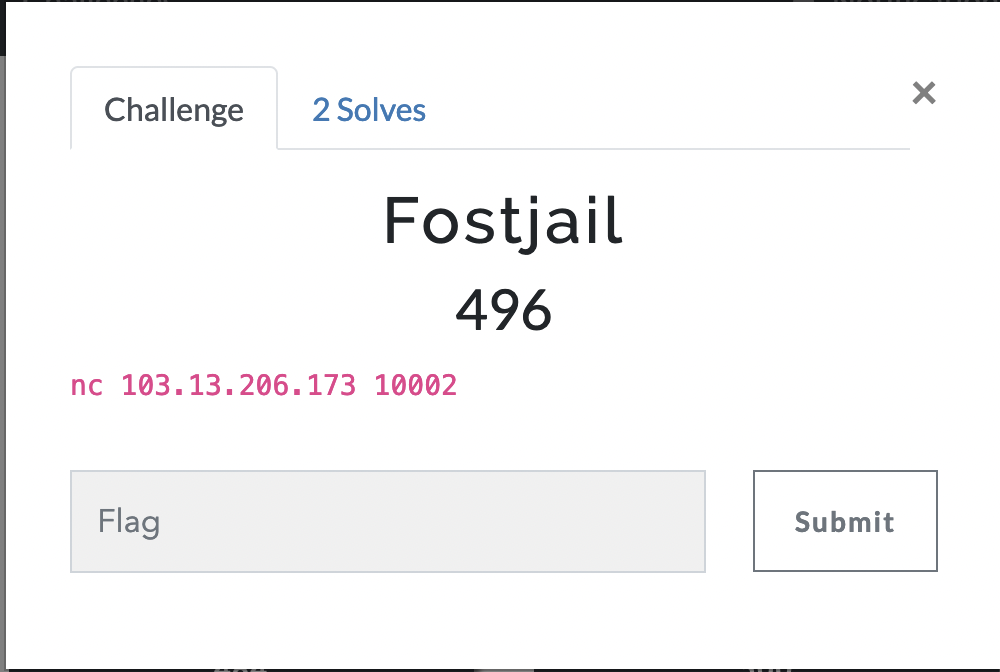 Challenge
2 Solves
×
Fostjail
496
nc 103.13.206.173 10002
Flag
Submit